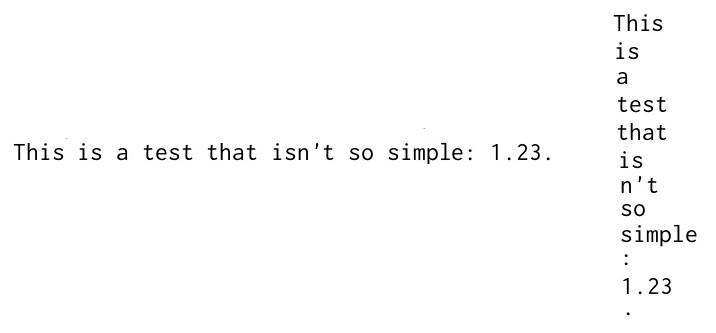 This is a test that isn't so simple: 1.23.
This
is
a
test
that
is
n't
so
simple
:
1.23
.